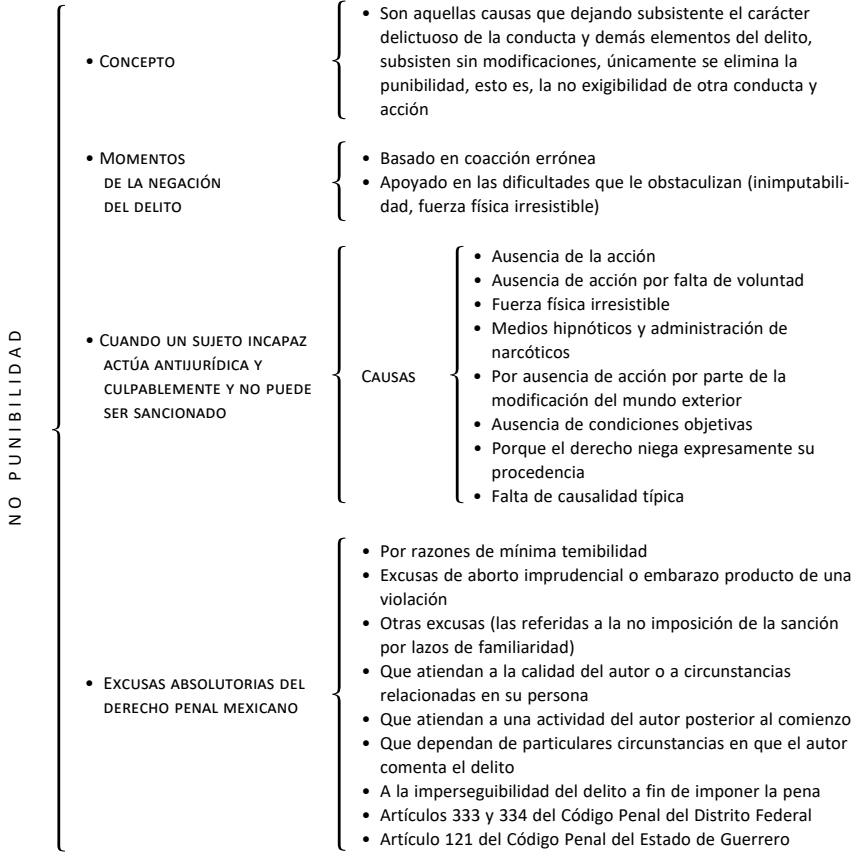 NO PUNIBILIDAD
• CONCEPTO
• Son aquellas causas que dejando subsistente el carácter
delictuoso de la conducta y demás elementos del delito,
subsisten sin modificaciones, únicamente se elimina la
punibilidad, esto es, la no exigibilidad de otra conducta y
acción
• MOMENTOS
DE LA NEGACIÓN
DEL DELITO
• Basado en coacción errónea
• Apoyado en las dificultades que le obstaculizan (inimputabili-
dad, fuerza física irresistible)
• CUANDO UN SUJETO INCAPAZ
ACTÚA ANTIJURÍDICA Y
CULPABLEMENTE Y NO PUEDE
SER SANCIONADO
CAUSAS
• Ausencia de la acción
• Ausencia de acción por falta de voluntad
• Fuerza física irresistible
• Medios hipnóticos y administración de
narcóticos
• Por ausencia de acción por parte de la
modificación del mundo exterior
• Ausencia de condiciones objetivas
• Porque el derecho niega expresamente su
procedencia
• Falta de causalidad típica
• EXCUSAS ABSOLUTORIAS DEL
DERECHO PENAL MEXICANO
• Por razones de mínima temibilidad
• Excusas de aborto imprudencial o embarazo producto de una
violación
• Otras excusas (las referidas a la no imposición de la sanción
por lazos de familiaridad)
• Que atiendan a la calidad del autor o a circunstancias
relacionadas en su persona
• Que atiendan a una actividad del autor posterior al comienzo
• Que dependan de particulares circunstancias en que el autor
comenta el delito
• A la imperseguibilidad del delito a fin de imponer la pena
• Artículos 333 y 334 del Código Penal del Distrito Federal
• Artículo 121 del Código Penal del Estado de Guerrero